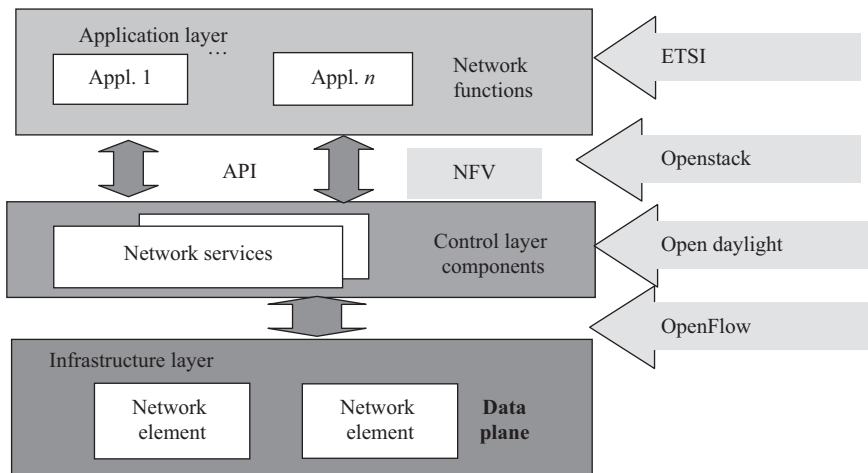 Application layer
...
Appl. 1
Appl. n
Network
functions
ETSI
API
NFV
Openstack
Network services
Control layer
components
Open daylight
OpenFlow
Infrastructure layer
Network
element
Network
element
Data
plane